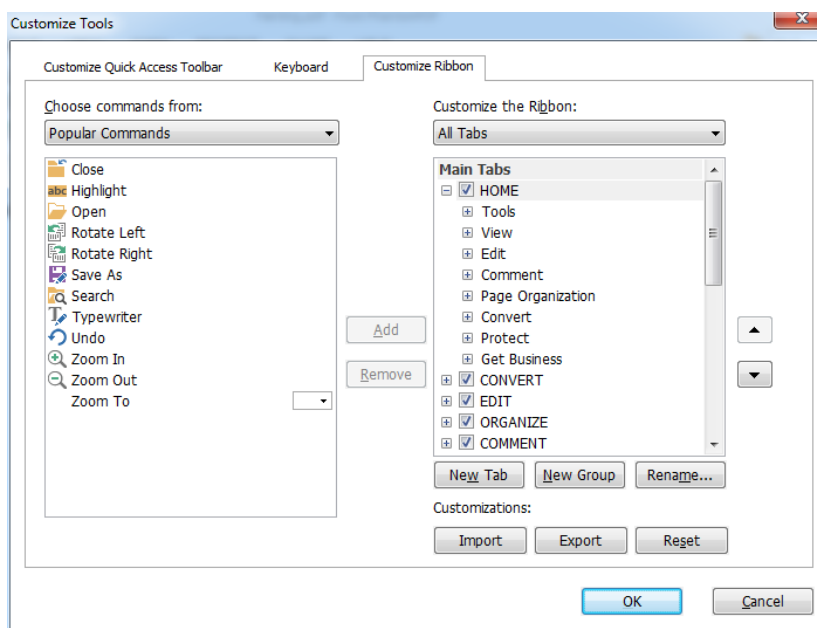 Customize Tools
Customize Quick Access Toolbar
Keyboard
Customize Ribbon
Choose commands from:
Popular Commands
Close
abc Highlight
Open
Rotate Left
Rotate Right
Save As
Search
Typewriter
Undo
Zoom In
Zoom Out
Zoom To
Add
Remove
Customize the Ribbon:
All Tabs
Main Tabs
HOME
Tools
View
Edit
Comment
Page Organization
Convert
Protect
Get Business
CONVERT
EDIT
ORGANIZE
COMMENT
New Tab
New Group
Rename...
Customizations:
Import
Export
Reset
OK
Cancel